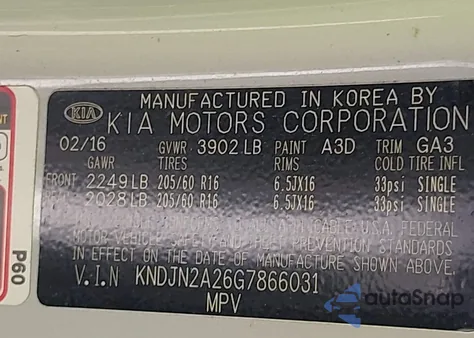 MANUFACTURED IN KOREA BY
KIA KIA MOTORS CORPORATION
02/16 GVWR 3902 LB PAINT A3D TRIM GA3
GAWR TIRES RIMS COLD TIRE INFL
FRONT 2249 LB 205/60 R16 6.5JX16 33psi SINGLE
2028 LB 205/60 R16 6.5JX16 33psi SINGLE
APPLICABLE U.S.A. FEDERAL
MOTOR VEHICLE SAFETY AND THEFT PREVENTION STANDARDS
IN EFFECT ON THE DATE OF MANUFACTURE SHOWN ABOVE.
V.I.N KNDJN2A26G7866031
MPV
P60
autoSnap